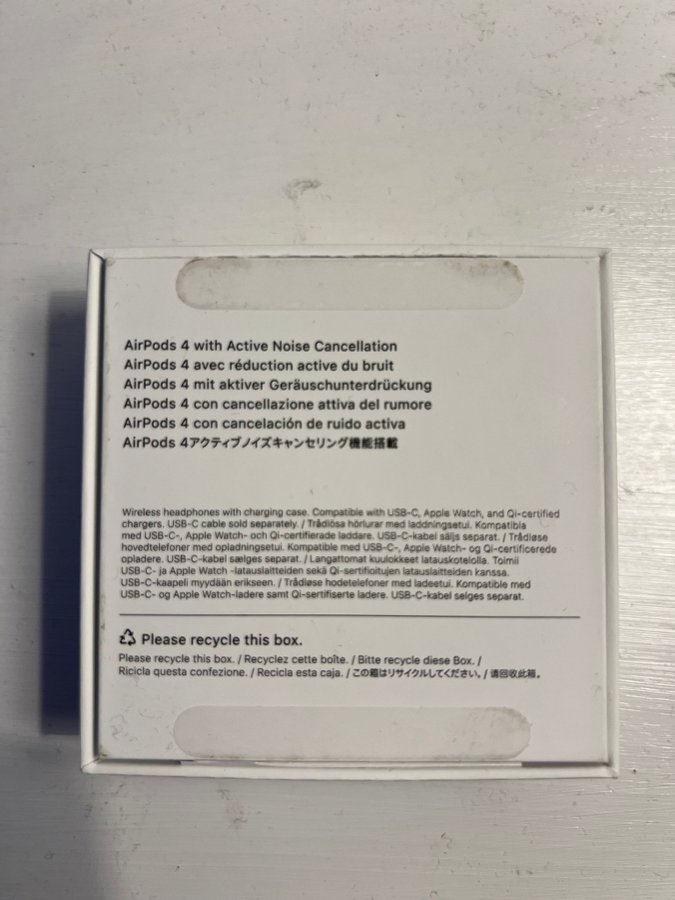 AirPods 4 with Active Noise Cancellation
AirPods 4 avec réduction active du bruit
AirPods 4 mit aktiver Geräuschunterdrückung
AirPods 4 con cancellazione attiva del rumore
AirPods 4 con cancelación de ruido activa
AirPods 4アクティブノイズキャンセリング機能搭載
Wireless headphones with charging case. Compatible with USB-C, Apple Watch, and Qi-certified
chargers. USB-C cable sold separately. / Trådlösa hörlurar med laddningsetui. Kompatibla
med USB-C-, Apple Watch- och Qi-certifierade laddare. USB-C-kabel säljs separat. / Trådløse
hovedtelefoner med opladningsetui. Kompatible med USB-C-, Apple Watch- og Qi-certificerede
opladere. USB-C-kabel sælges separat. / Langattomat kuulokkeet latauskotelolla. Toimii
USB-C- ja Apple Watch -latauslaitteiden sekä Qi-sertifioitujen latauslaitteiden kanssa.
USB-C-kaapeli myydään erikseen. / Trådløse hodetelefoner med ladeetui. Kompatible med
USB-C- og Apple Watch-ladere samt Qi-sertifiserte ladere. USB-C-kabel selges separat.
Please recycle this box.
Please recycle this box. / Recyclez cette boîte. / Bitte recycle diese Box. /
Ricicla questa confezione. / Recicla esta caja. / この箱はリサイクルしてください。/ 请回收此箱。